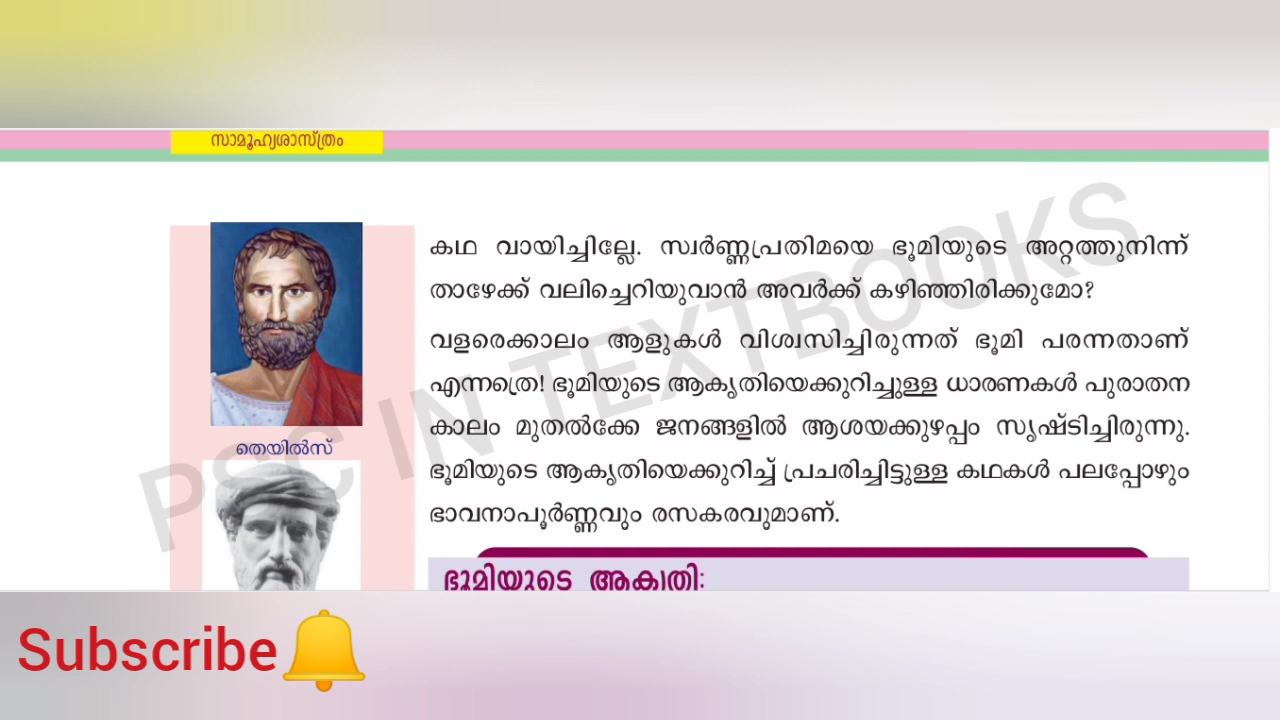 സാമൂഹ്യശാസ്ത്രം
കഥ വായിച്ചില്ലേ. സ്വർണ്ണപ്രതിമയെ ഭൂമിയുടെ അറ്റത്തുനിന്ന്
താഴേക്ക് വലിച്ചെറിയുവാൻ അവർക്ക് കഴിഞ്ഞിരിക്കുമോ?
വളരെക്കാലം ആളുകൾ വിശ്വസിച്ചിരുന്നത് ഭൂമി പരന്നതാണ്
എന്നത്രെ! ഭൂമിയുടെ ആകൃതിയെക്കുറിച്ചുള്ള ധാരണകൾ പുരാതന
കാലം മുതൽക്കേ ജനങ്ങളിൽ ആശയക്കുഴപ്പം സൃഷ്ടിച്ചിരുന്നു.
ഭൂമിയുടെ ആകൃതിയെക്കുറിച്ച് പ്രചരിച്ചിട്ടുള്ള കഥകൾ പലപ്പോഴും
ഭാവനാപൂർണ്ണവും രസകരവുമാണ്.
തെയിൽസ്
ഭൂമിയുടെ ആകൃതി:
PSC IN TEXTBOOKS
Subscribe